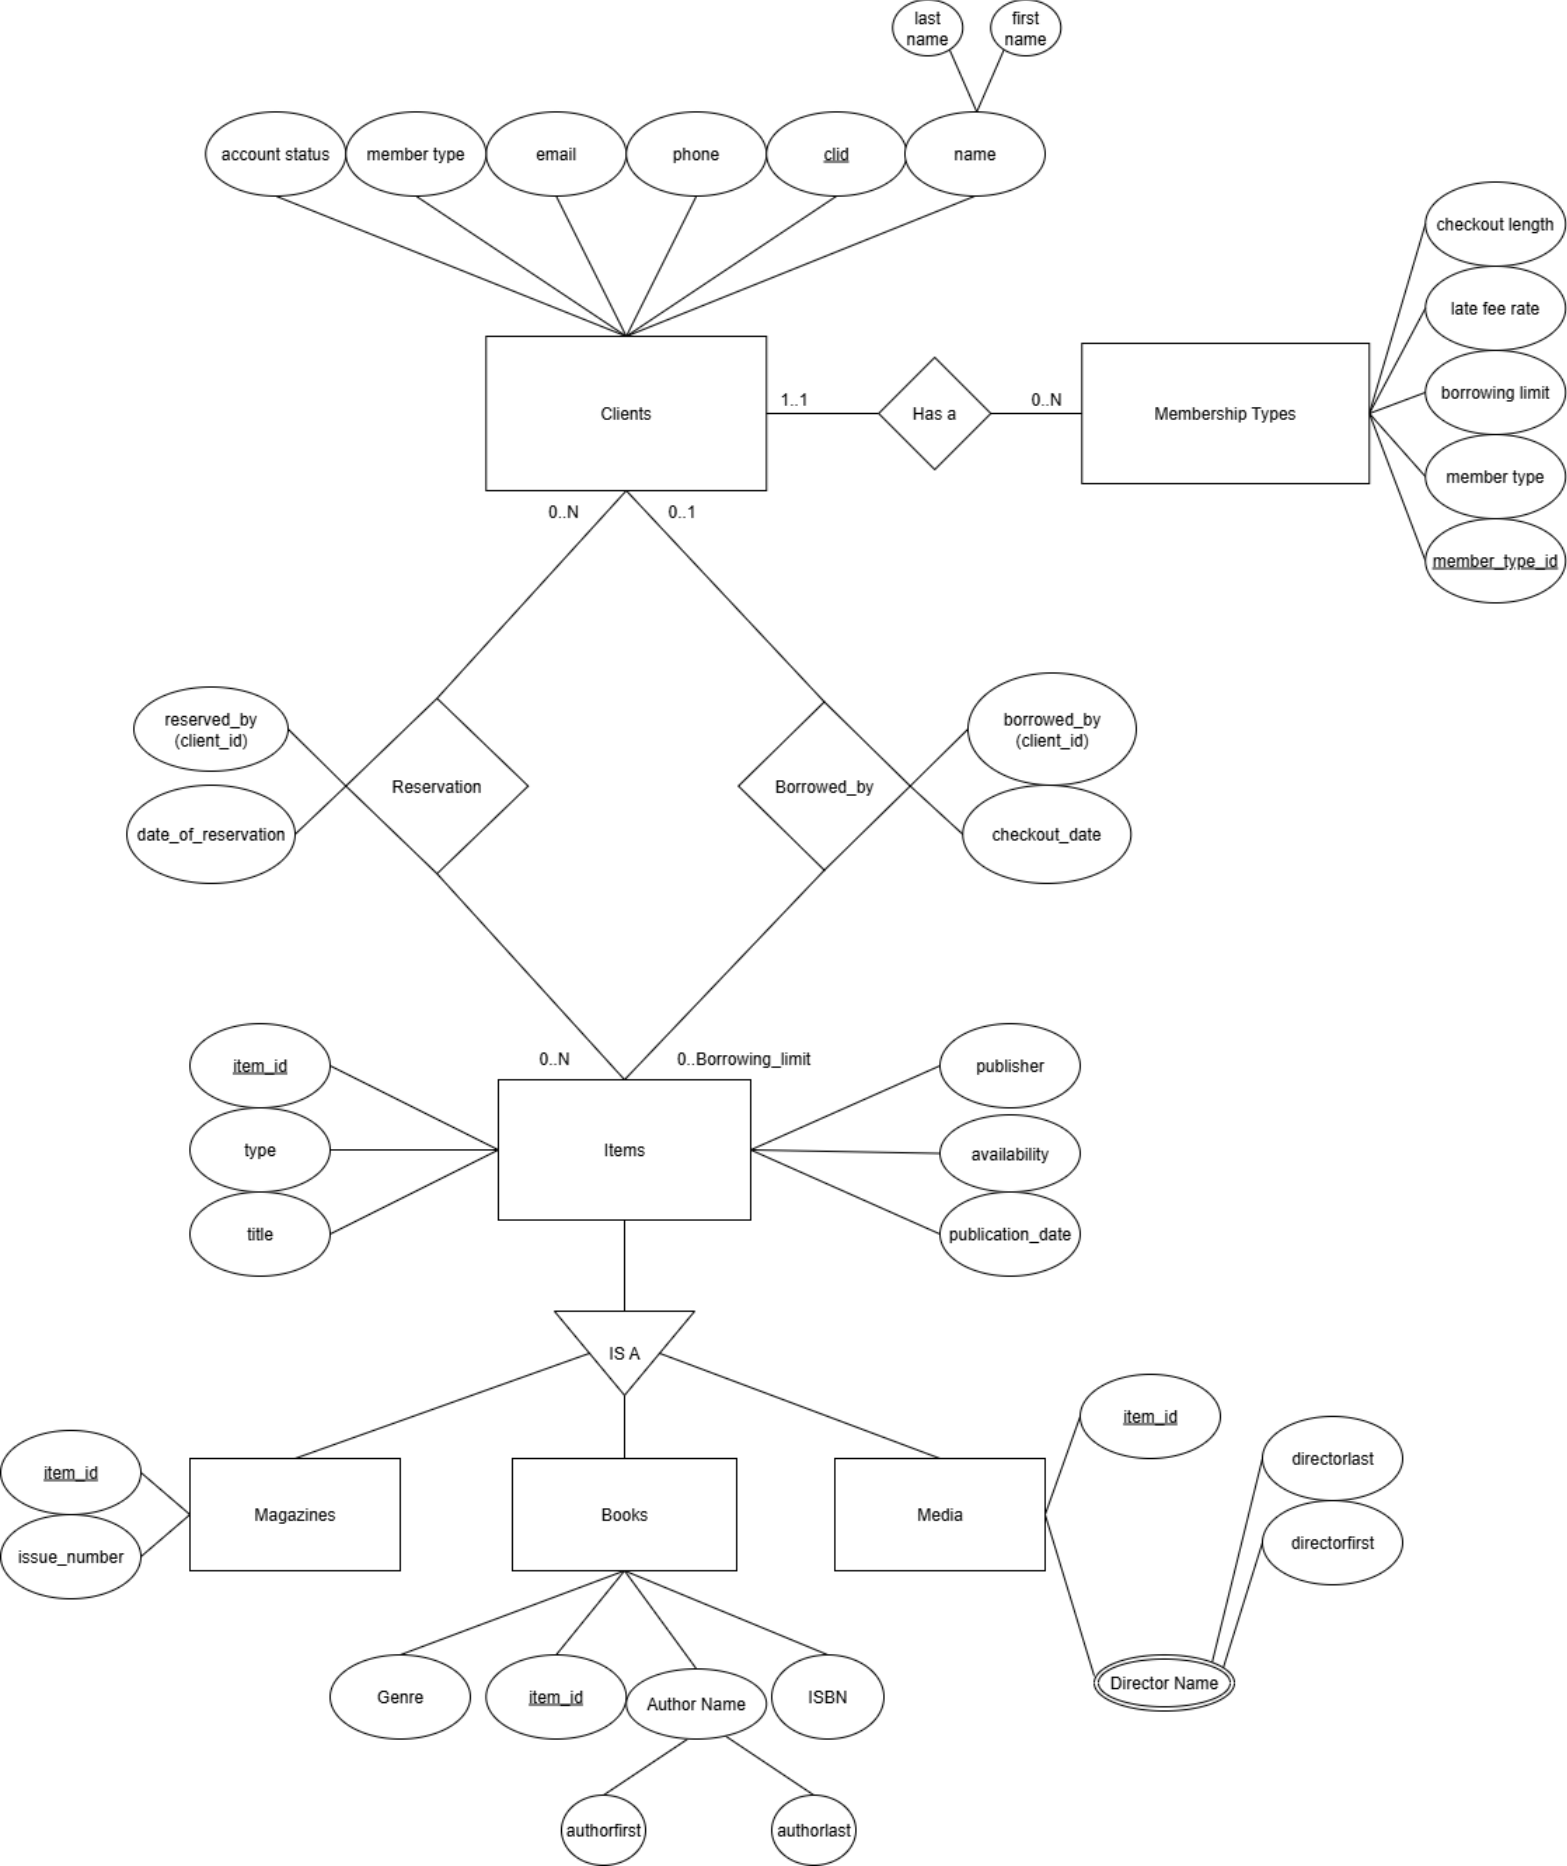 last
name
first
name
account status
member type
email
phone
clid
name
checkout length
late fee rate
borrowing limit
member type
member_type_id
Clients
1..1
Has a
0..N
Membership Types
0..N
0..1
reserved_by
(client_id)
date_of_reservation
Reservation
Borrowed_by
borrowed_by
(client_id)
checkout_date
0..N
0..Borrowing_limit
item_id
type
title
Items
publisher
availability
publication_date
IS A
item_id
issue_number
Magazines
Books
Media
item_id
directorlast
directorfirst
Director Name
Genre
item_id
Author Name
ISBN
authorfirst
authorlast